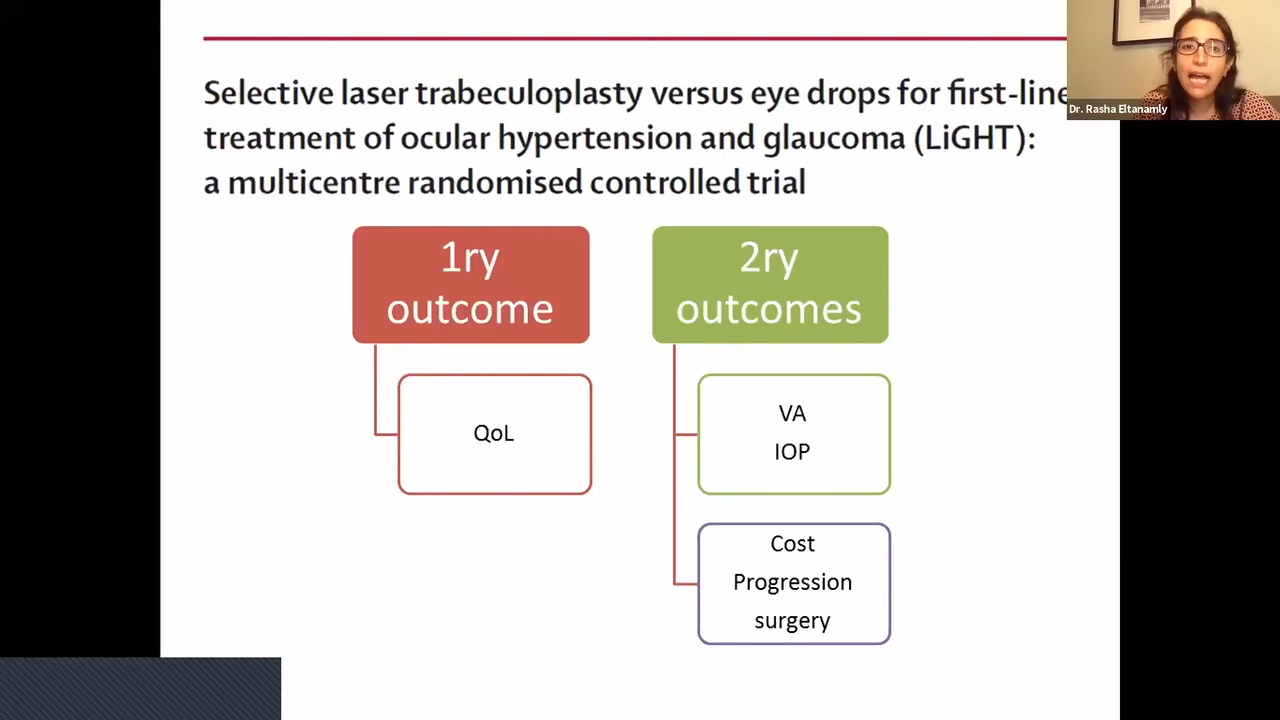 Selective laser trabeculoplasty versus eye drops for first-line
treatment of ocular hypertension and glaucoma (LiGHT):
a multicentre randomised controlled trial
Dr. Rasha Eltanamly
1ry
outcome
2ry
outcomes
QoL
VA
IOP
Cost
Progression
surgery